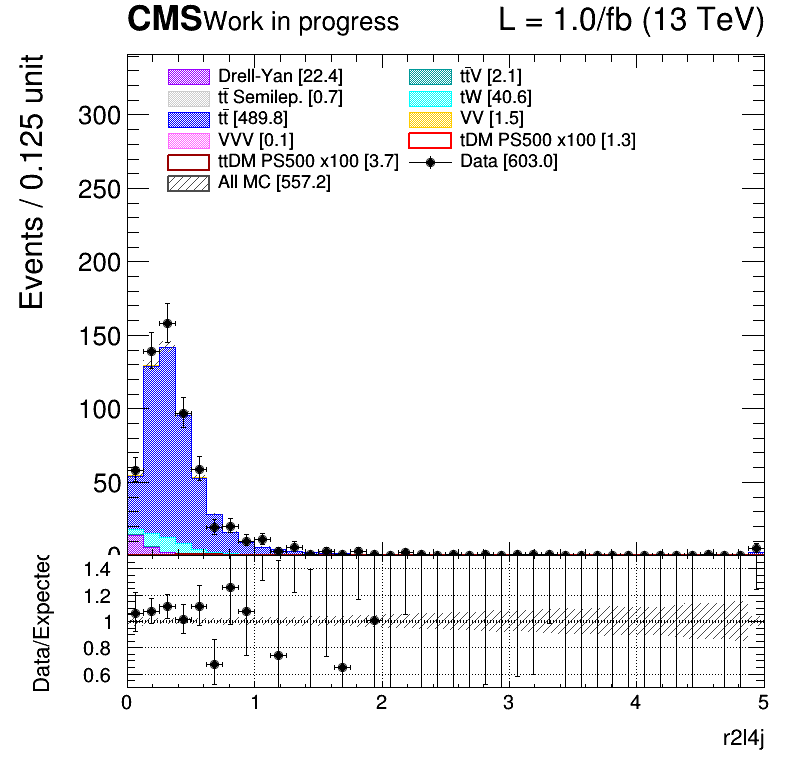 CMS Work in progress L = 1.0/fb (13 TeV)
Events / 0.125 unit
Drell-Yan [22.4]
tt̄ Semilep. [0.7]
tt̄ [489.8]
VVV [0.1]
ttDM PS500 x100 [3.7]
All MC [557.2]
tt̄V [2.1]
tW [40.6]
VV [1.5]
tDM PS500 x100 [1.3]
Data [603.0]
300
250
200
150
100
50
0
Data/Expected
1.4
1.2
1
0.8
0.6
0 1 2 3 4 5
r2l4j